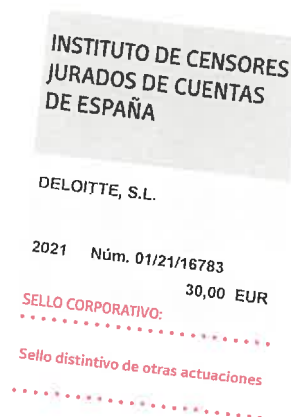 INSTITUTO DE CENSORES
JURADOS DE CUENTAS
DE ESPAÑA
DELOITTE, S.L.
2021 Núm. 01/21/16783
30,00 EUR
SELLO CORPORATIVO:
Sello distintivo de otras actuaciones